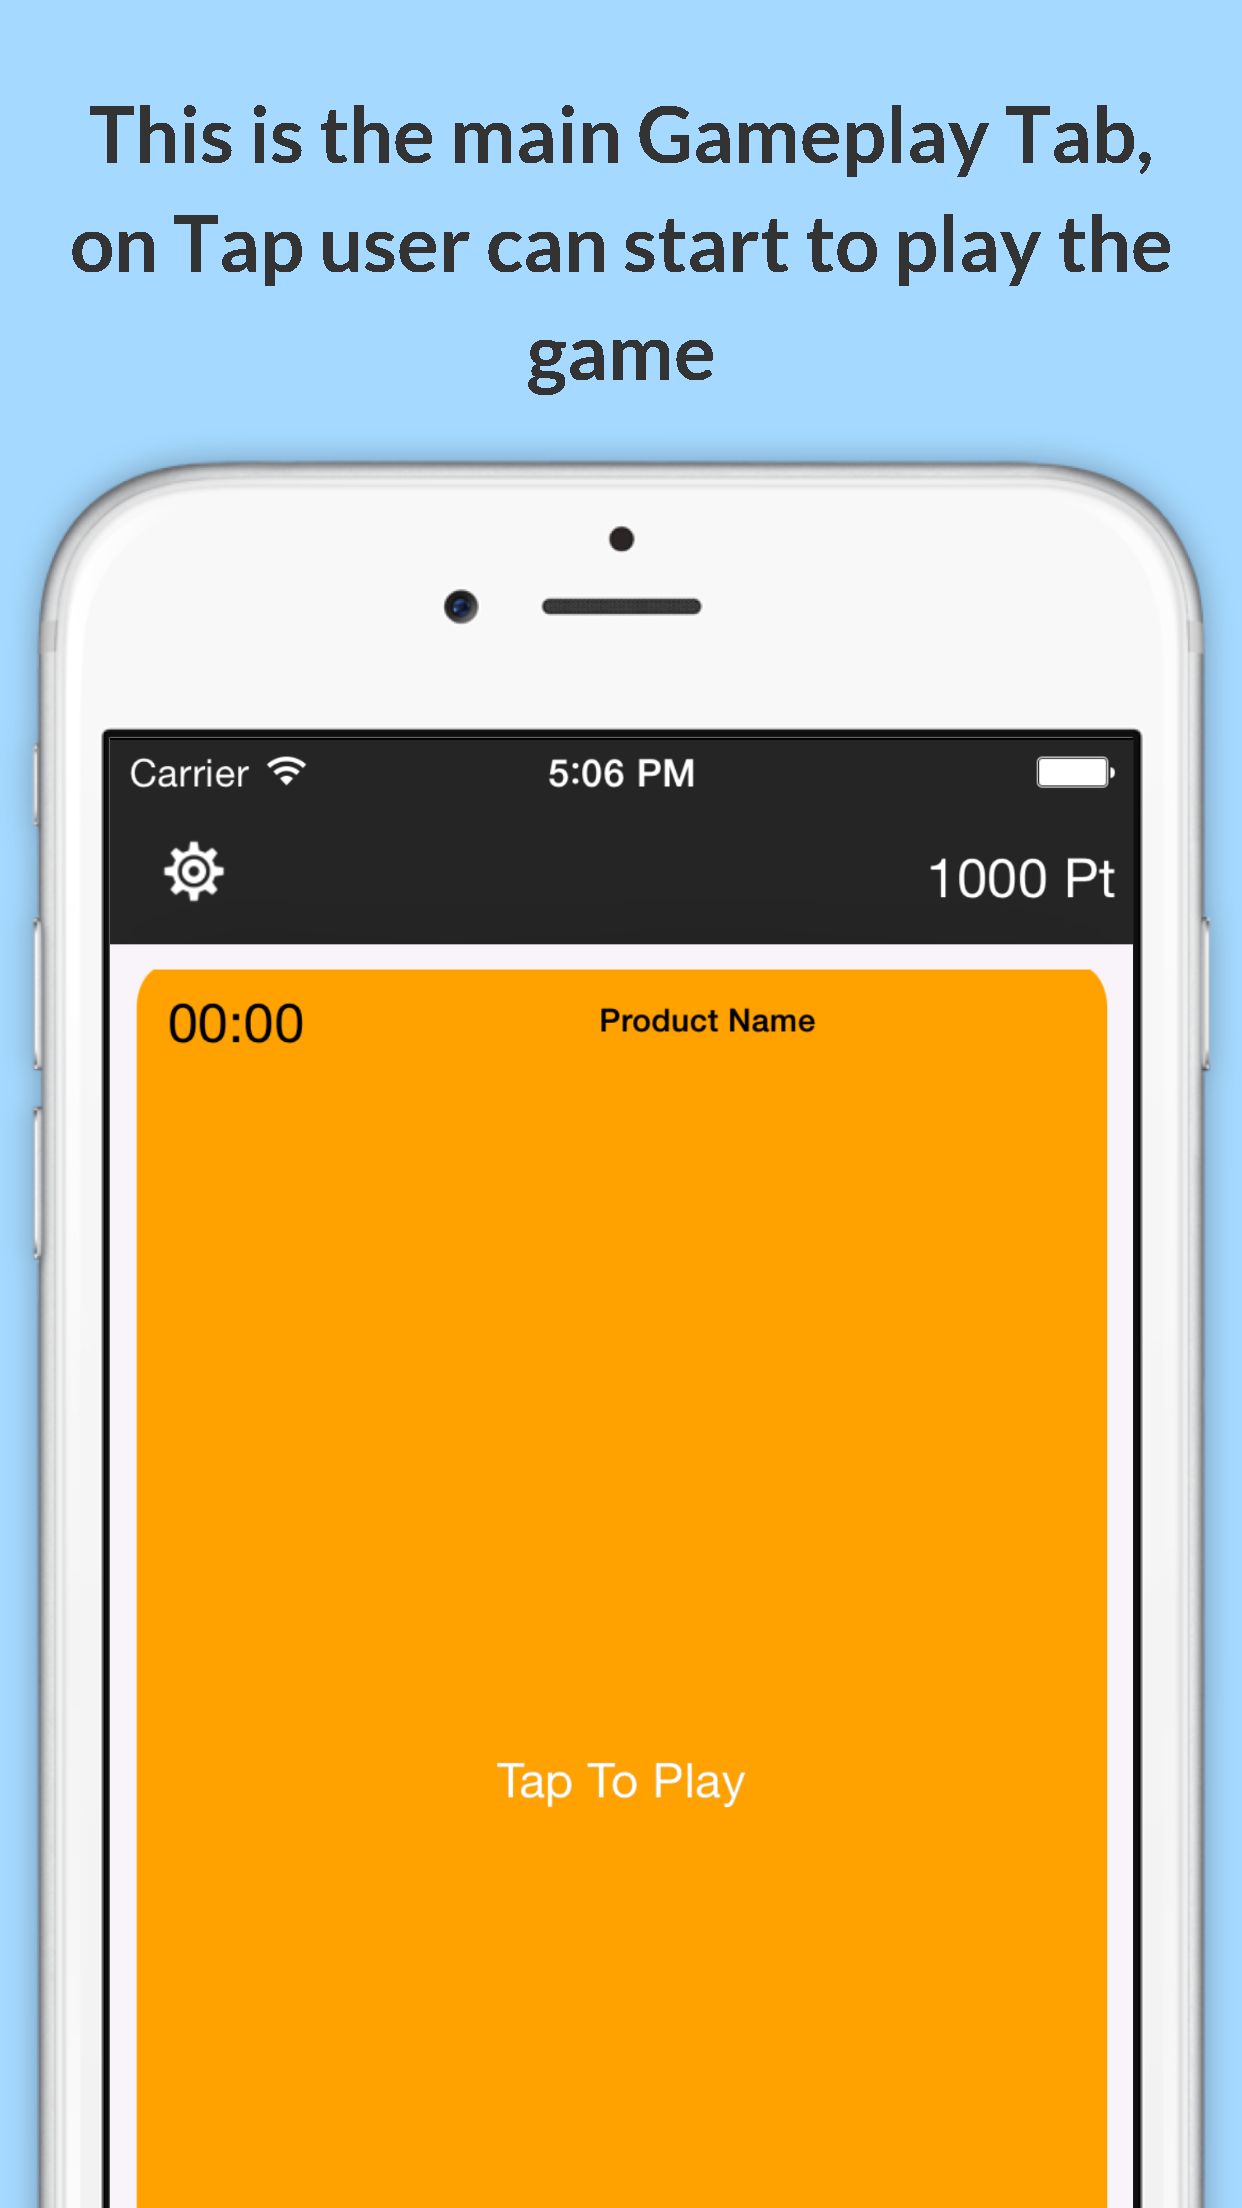 This is the main Gameplay Tab,
on Tap user can start to play the
game
Carrier 5:06 PM
1000 Pt
00:00 Product Name
Tap To Play